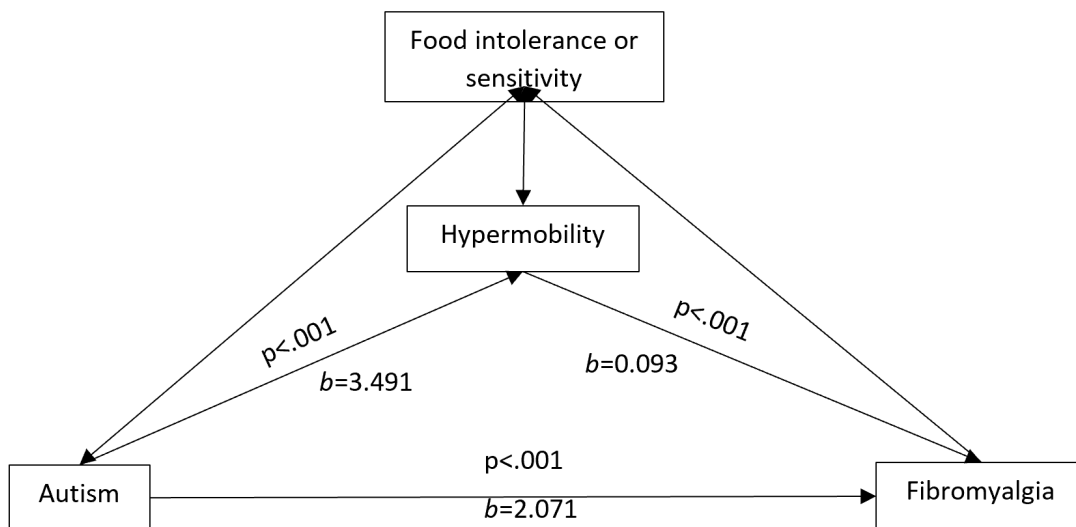 Food intolerance or
sensitivity
Hypermobility
p<.001
b=3.491
p<.001
b=0.093
p<.001
b=2.071
Autism
Fibromyalgia